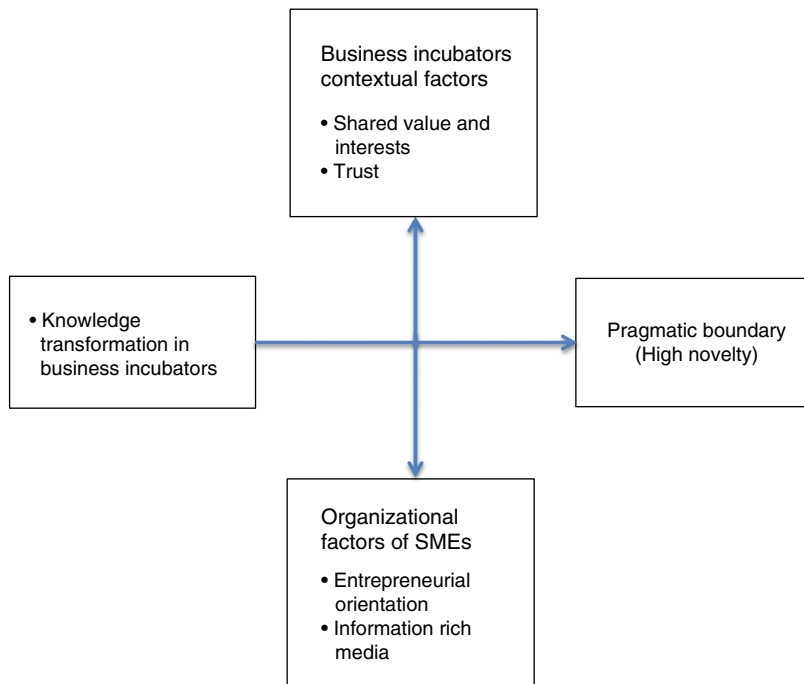 Business incubators
contextual factors
• Shared value and
interests
• Trust
• Knowledge
transformation in
business incubators
Pragmatic boundary
(High novelty)
Organizational
factors of SMEs
• Entrepreneurial
orientation
• Information rich
media